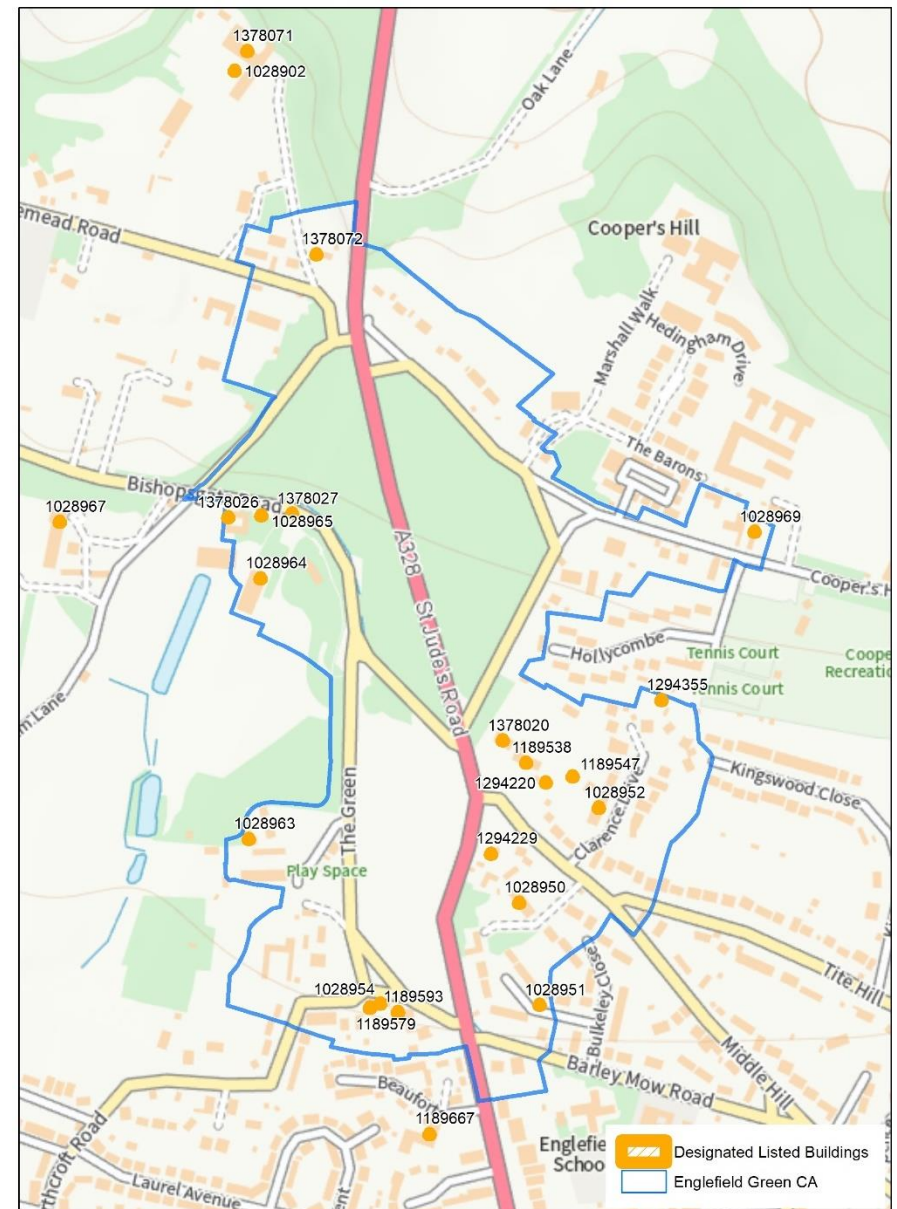 1378071
1028902
Oak Lane
Cooper's Hill
emead Road
1378072
Marshall Walk
Hedingham Drive
The Barons
Bishopsgate Road
1378026
1378027
1028965
1028967
1028969
1028964
A328
St Jude's Road
Cooper's H
Hollycombe
Tennis Court
Coope
Recreatio
Tennis Court
1294355
m Lane
1378020
1189538
1189547
1294220
1028952
Kingswood Close
Clarence Drive
The Green
1028963
1294229
Play Space
1028950
Tite Hill
1028954
1189593
1189579
1028951
Bulkeley Close
Middle Hill
Barley Mow Road
Beaufor
1189667
Englefie
Schoo
rthcroft Road
Laurel Avenue
ent
Designated Listed Buildings
Englefield Green CA